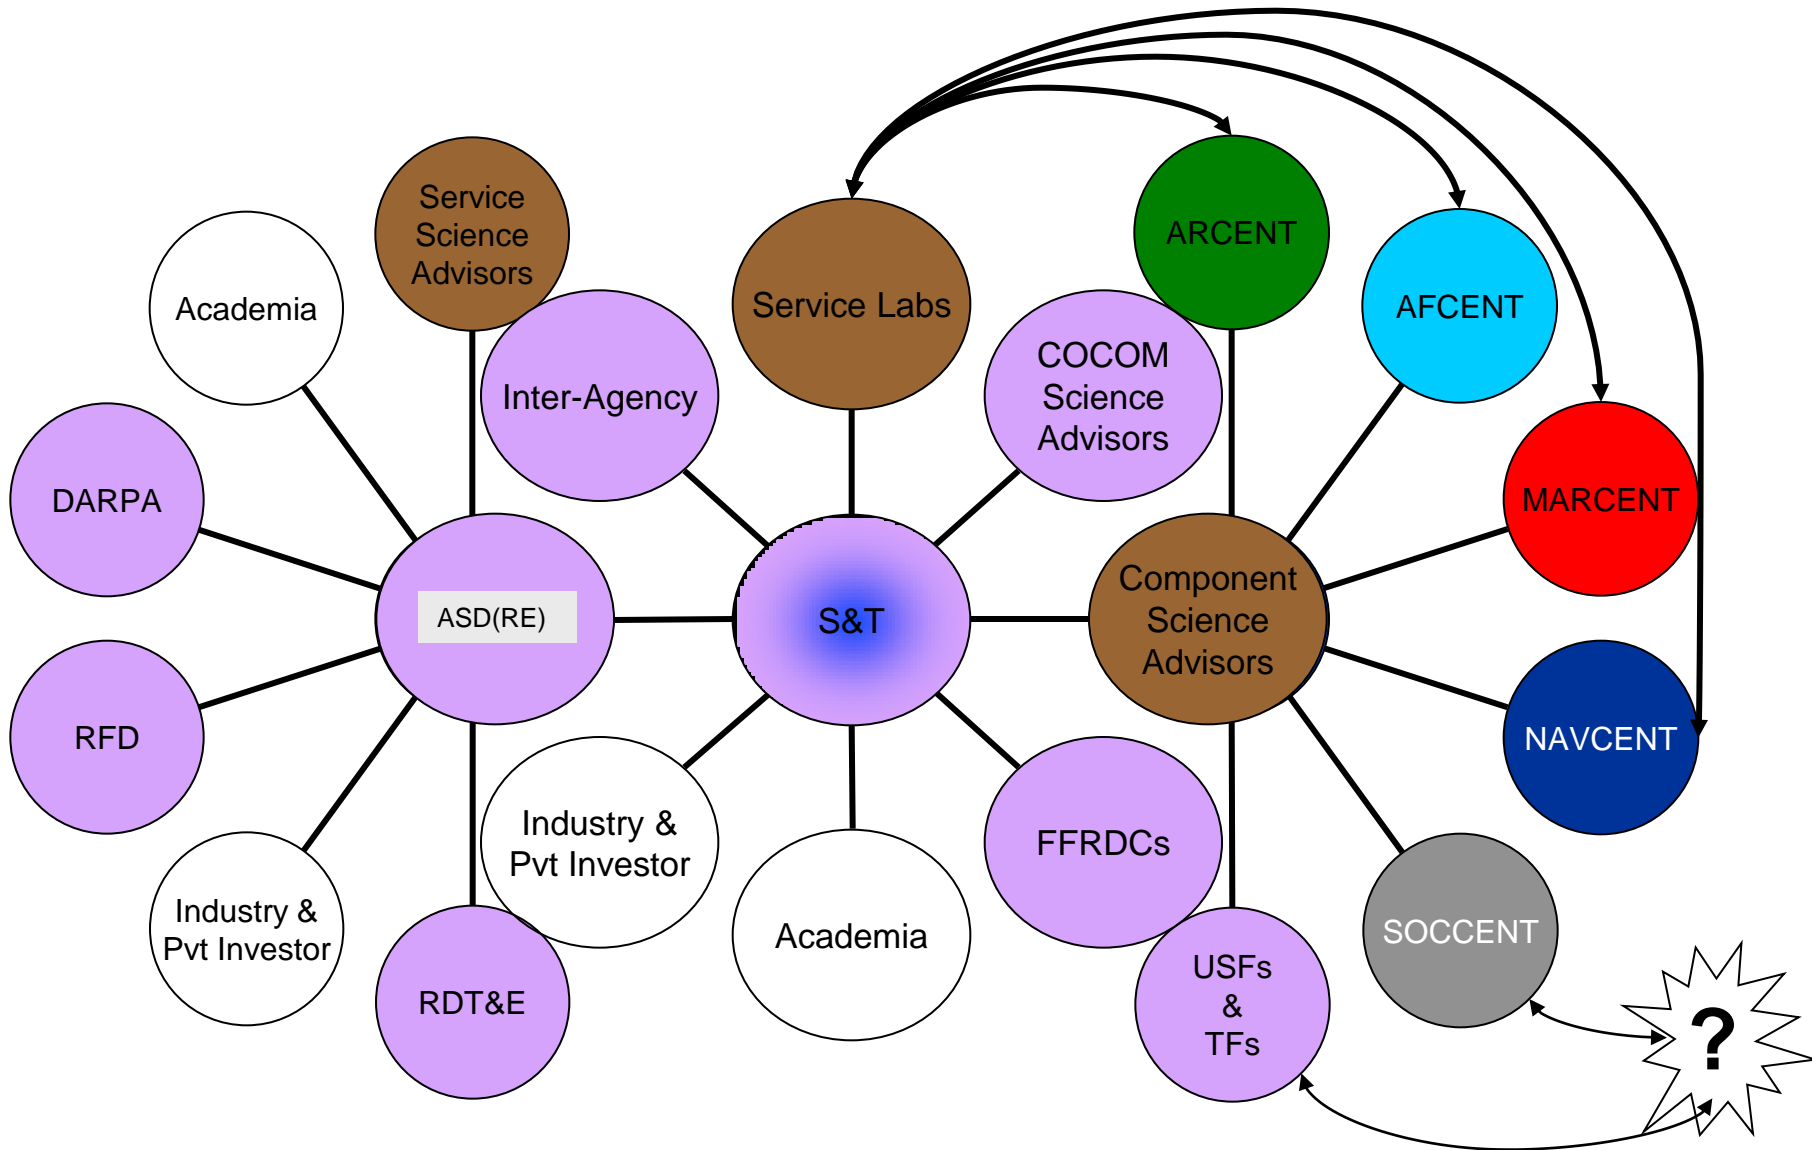 Service
Science
Advisors
ARCENT
Academia
Service Labs
AFCENT
Inter-Agency
COCOM
Science
Advisors
DARPA
MARCENT
ASD(RE)
S&T
Component
Science
Advisors
RFD
NAVCENT
Industry &
Pvt Investor
FFRDCs
Industry &
Pvt Investor
Academia
SOCCENT
RDT&E
USFs
&
TFs
?